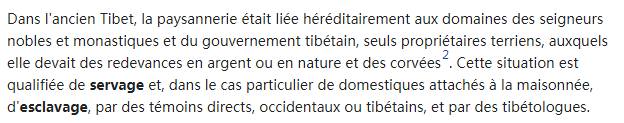 Dans l'ancien Tibet, la paysannerie était liée héréditairement aux domaines des seigneurs
nobles et monastiques et du gouvernement tibétain, seuls propriétaires terriens, auxquels
elle devait des redevances en argent ou en nature et des corvées2. Cette situation est
qualifiée de servage et, dans le cas particulier de domestiques attachés à la maisonnée,
d'esclavage, par des témoins directs, occidentaux ou tibétains, et par des tibétologues.